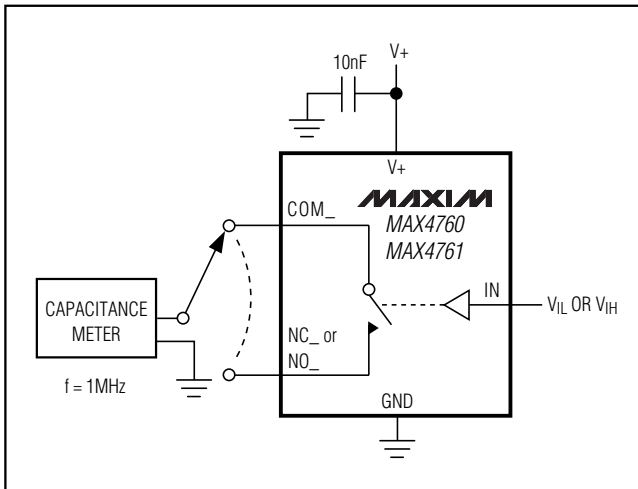 10nF
V+
V+
MAXIM
MAX4760
MAX4761
COM_
IN
V_IL OR V_IH
CAPACITANCE
METER
NC_ or
NO_
f = 1MHz
GND